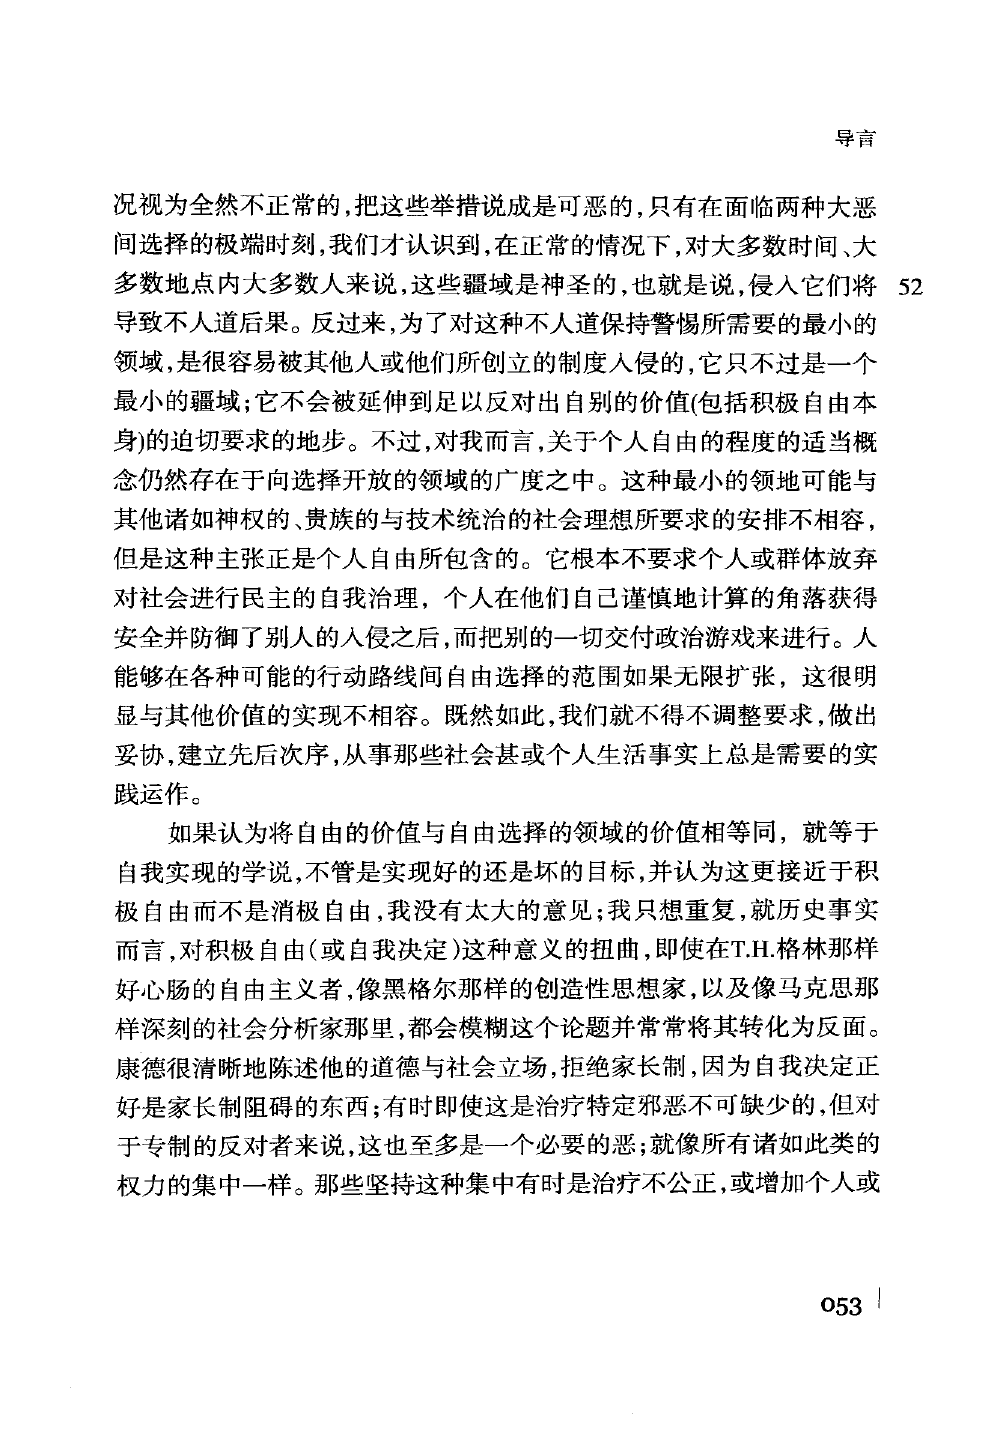 导言
况视为全然不正常的,把这些举措说成是可恶的,只有在面临两种大恶
间选择的极端时刻,我们才认识到,在正常的情况下,对大多数时间、大
多数地点内大多数人来说,这些疆域是神圣的,也就是说,侵入它们将 52
导致不人道后果。反过来,为了对这种不人道保持警惕所需要的最小的
领域,是很容易被其他人或他们所创立的制度入侵的,它只不过是一个
最小的疆域;它不会被延伸到足以反对出自别的价值(包括积极自由本
身)的迫切要求的地步。不过,对我而言,关于个人自由的程度的适当概
念仍然存在于向选择开放的领域的广度之中。这种最小的领地可能与
其他诸如神权的、贵族的与技术统治的社会理想所要求的安排不相容,
但是这种主张正是个人自由所包含的。它根本不要求个人或群体放弃
对社会进行民主的自我治理,个人在他们自己谨慎地计算的角落获得
安全并防御了别人的入侵之后,而把别的一切交付政治游戏来进行。人
能够在各种可能的行动路线间自由选择的范围如果无限扩张,这很明
显与其他价值的实现不相容。既然如此,我们就不得不调整要求,做出
妥协,建立先后次序,从事那些社会甚或个人生活事实上总是需要的实
践运作。
如果认为将自由的价值与自由选择的领域的价值相等同,就等于
自我实现的学说,不管是实现好的还是坏的目标,并认为这更接近于积
极自由而不是消极自由,我没有太大的意见;我只想重复,就历史事实
而言,对积极自由(或自我决定)这种意义的扭曲,即使在T.H.格林那样
好心肠的自由主义者,像黑格尔那样的创造性思想家,以及像马克思那
样深刻的社会分析家那里,都会模糊这个论题并常常将其转化为反面。
康德很清晰地陈述他的道德与社会立场,拒绝家长制,因为自我决定正
好是家长制阻碍的东西;有时即使这是治疗特定邪恶不可缺少的,但对
于专制的反对者来说,这也至多是一个必要的恶;就像所有诸如此类的
权力的集中一样。那些坚持这种集中有时是治疗不公正,或增加个人或
053